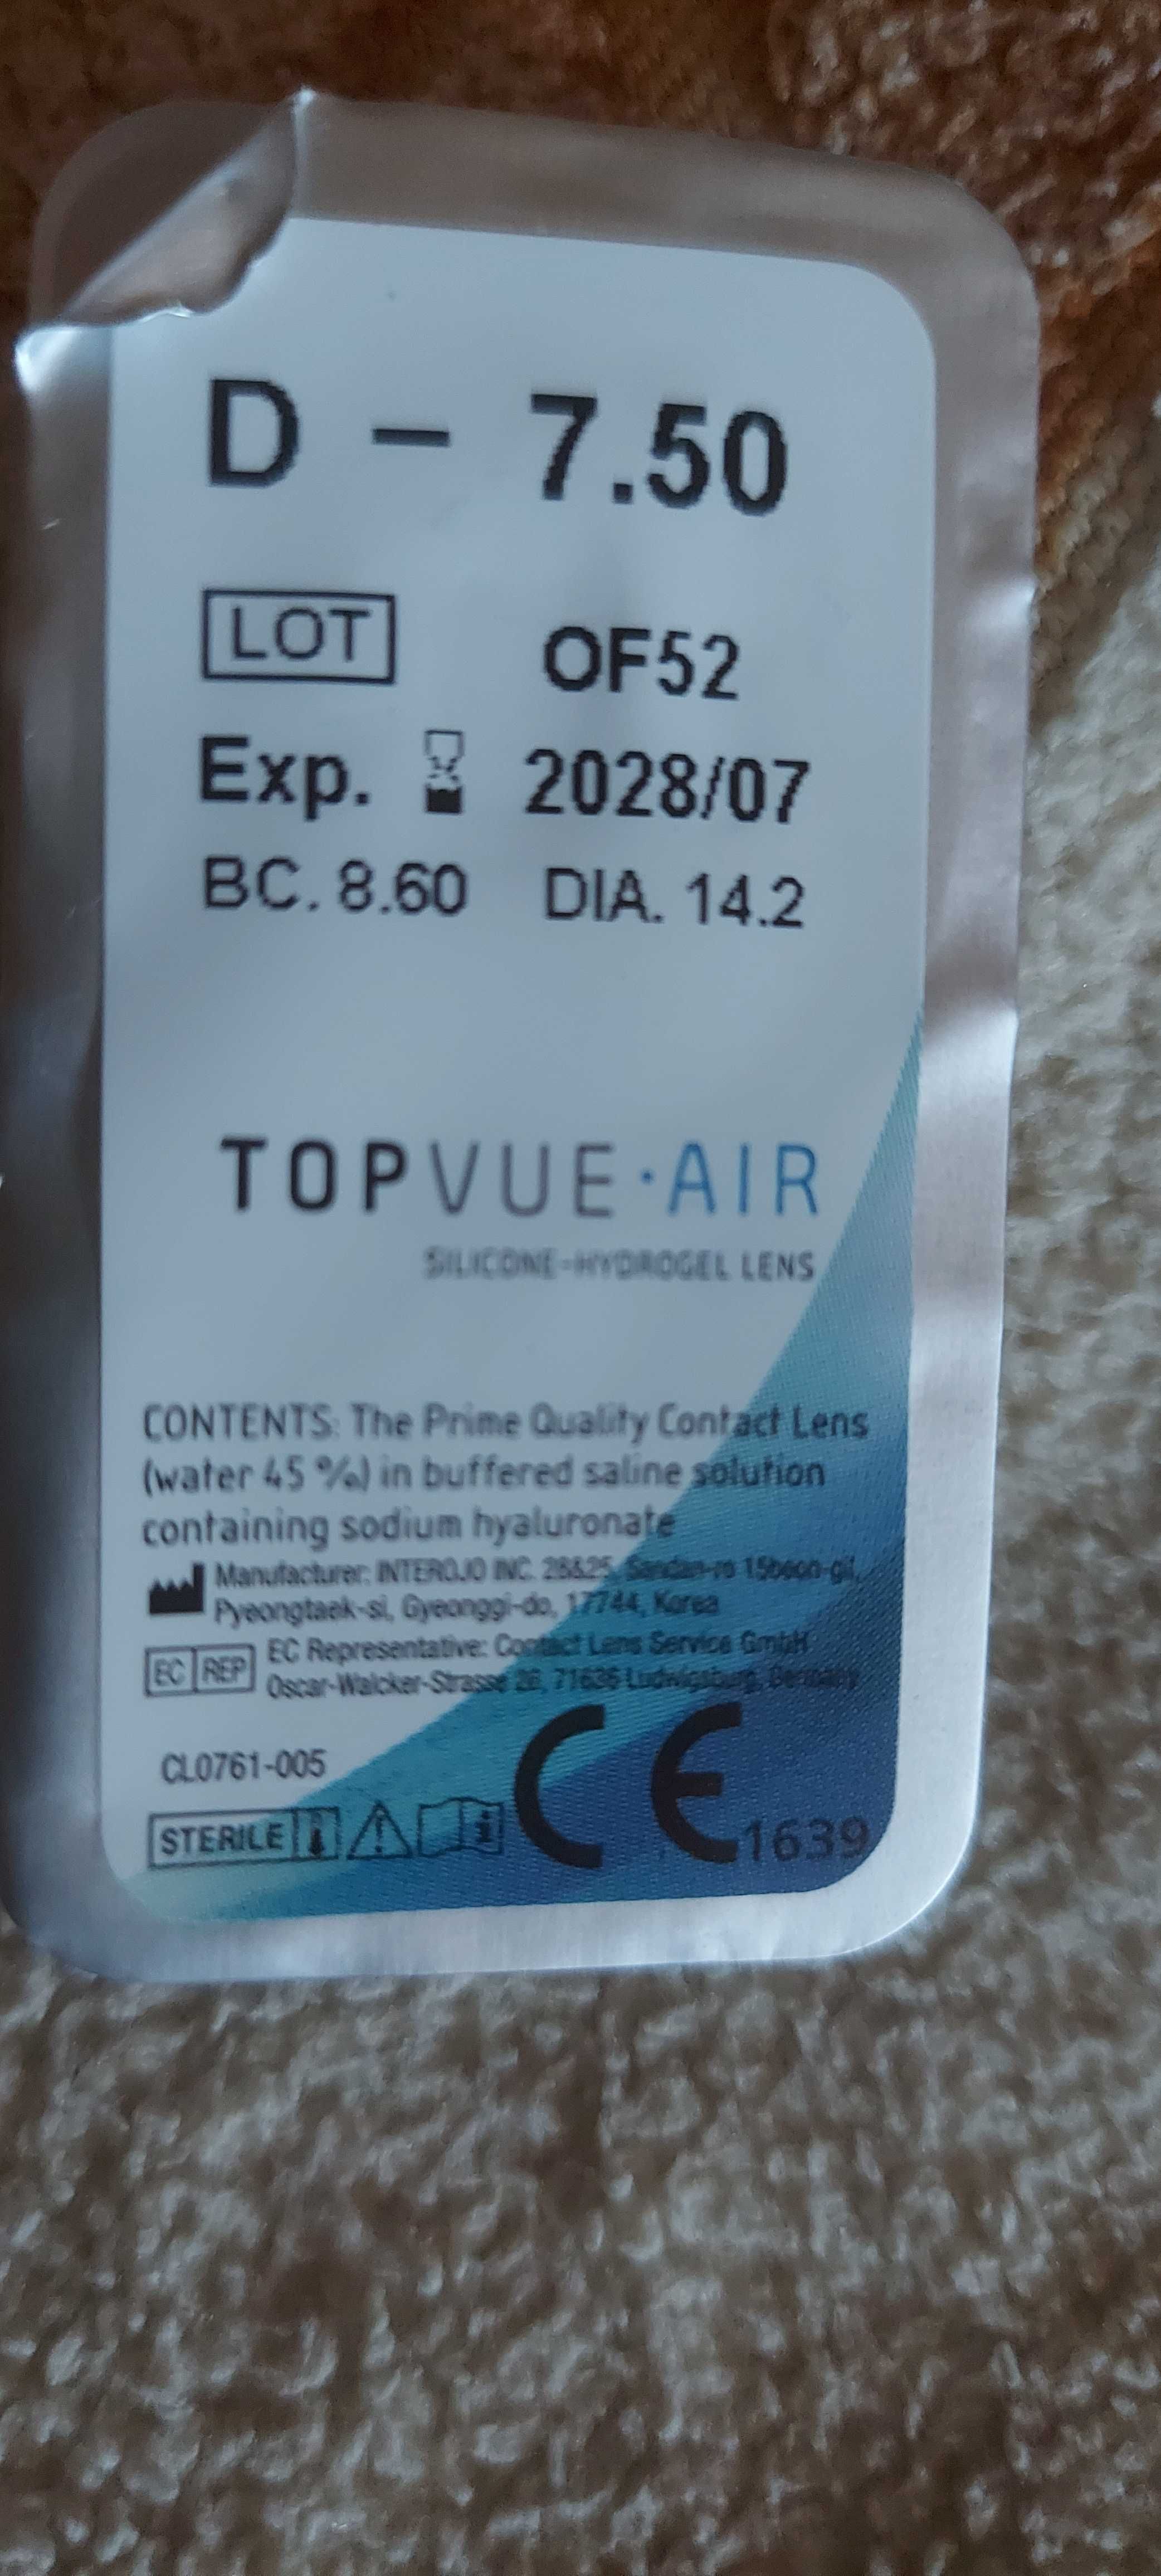 D - 7.50
LOT OF52
Exp. 2028/07
BC. 8.60 DIA. 14.2
TOPVUE·AIR
SILICONE-HYDROGEL LENS
CONTENTS: The Prime Quality Contact Lens
(water 45 %) in buffered saline solution
containing sodium hyaluronate
Manufacturer: INTEROJO INC. 28&25, Sandan-ro 15beon-gil,
Pyeongtaek-si, Gyeonggi-do, 17744, Korea
EC REP EC Representative: Contact Lens Service GmbH
Oscar-Walcker-Strasse 2E, 71636 Ludwigsburg, Germany
CL0761-005
STERILE CE 1639